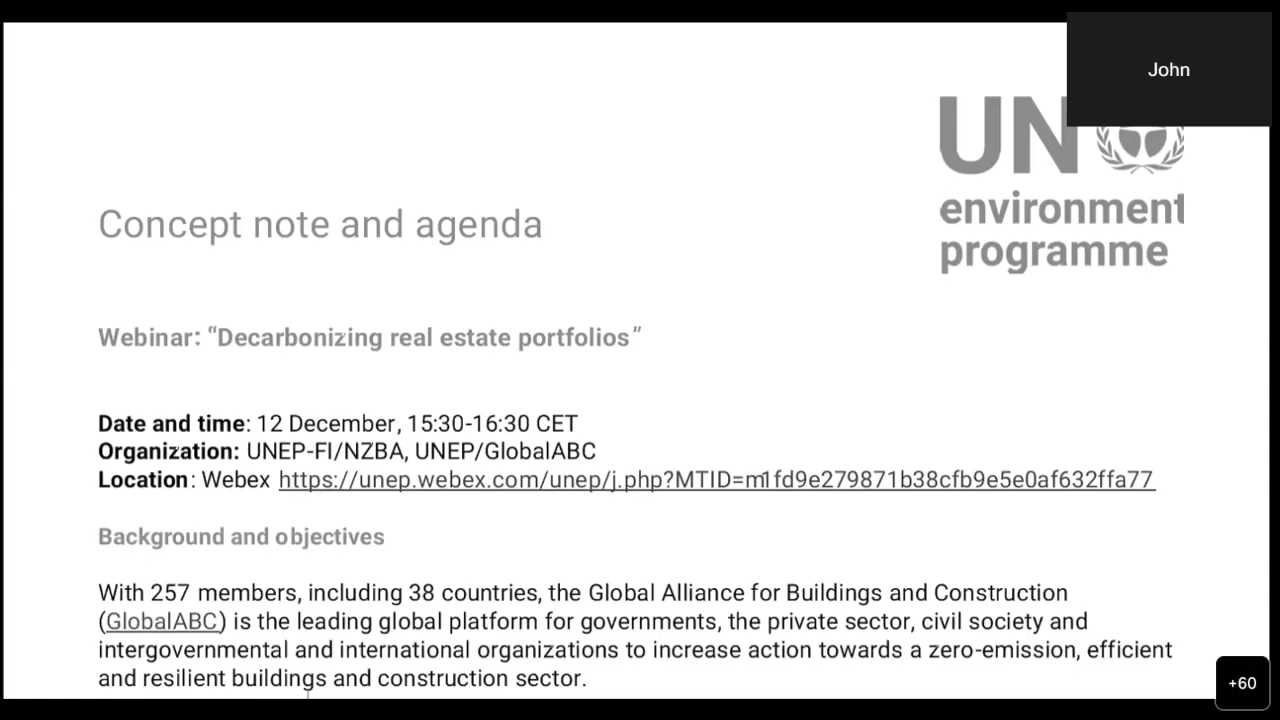 John
UN
environment
programme
Concept note and agenda
Webinar: “Decarbonizing real estate portfolios”
Date and time: 12 December, 15:30-16:30 CET
Organization: UNEP-FI/NZBA, UNEP/GlobalABC
Location: Webex https://unep.webex.com/unep/j.php?MTID=m1fd9e279871b38cfb9e5e0af632ffa77
Background and objectives
With 257 members, including 38 countries, the Global Alliance for Buildings and Construction
(GlobalABC) is the leading global platform for governments, the private sector, civil society and
intergovernmental and international organizations to increase action towards a zero-emission, efficient
and resilient buildings and construction sector.
+60